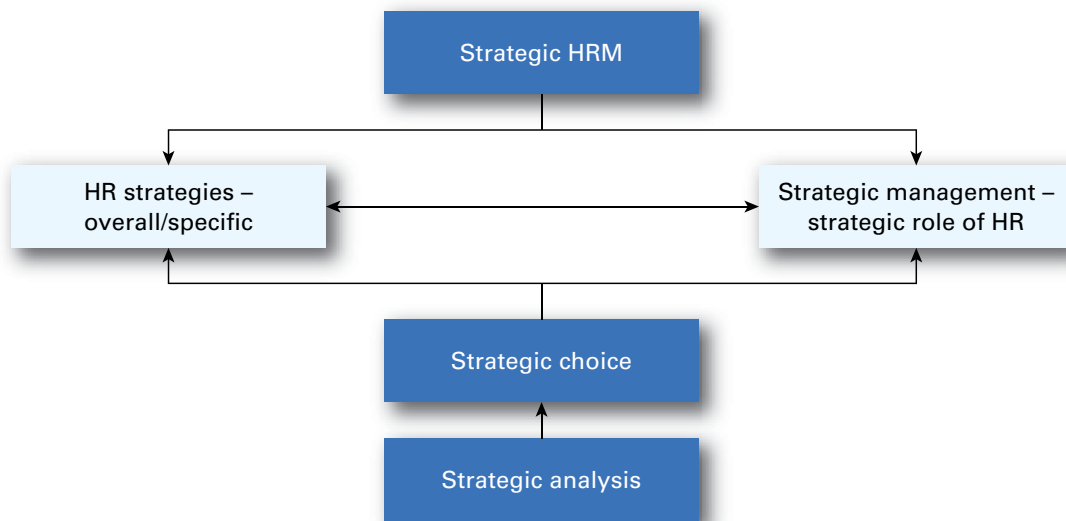 Strategic HRM
HR strategies –
overall/specific
Strategic management –
strategic role of HR
Strategic choice
Strategic analysis